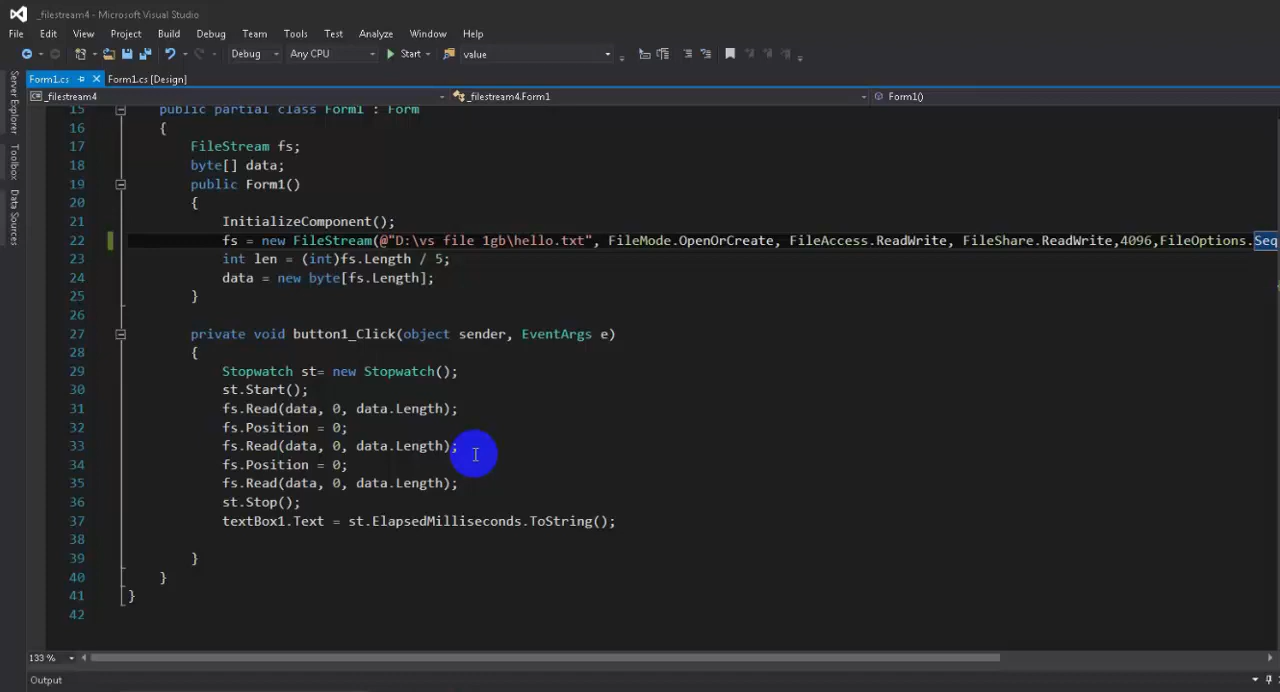 _filestream4 - Microsoft Visual Studio
File Edit View Project Build Debug Team Tools Test Analyze Window Help
Debug Any CPU Start value
Form1.cs Form1.cs [Design]
_filestream4 _filestream4.Form1 Form1()
Server Explorer
Toolbox
Data Sources
15 public partial class Form1 : Form
16 {
17 FileStream fs;
18 byte[] data;
19 public Form1()
20 {
21 InitializeComponent();
22 fs = new FileStream(@"D:\vs file 1gb\hello.txt", FileMode.OpenOrCreate, FileAccess.ReadWrite, FileShare.ReadWrite,4096,FileOptions.Seq
23 int len = (int)fs.Length / 5;
24 data = new byte[fs.Length];
25 }
26
27 private void button1_Click(object sender, EventArgs e)
28 {
29 Stopwatch st= new Stopwatch();
30 st.Start();
31 fs.Read(data, 0, data.Length);
32 fs.Position = 0;
33 fs.Read(data, 0, data.Length);
34 fs.Position = 0;
35 fs.Read(data, 0, data.Length);
36 st.Stop();
37 textBox1.Text = st.ElapsedMilliseconds.ToString();
38
39 }
40 }
41 }
42
133 %
Output